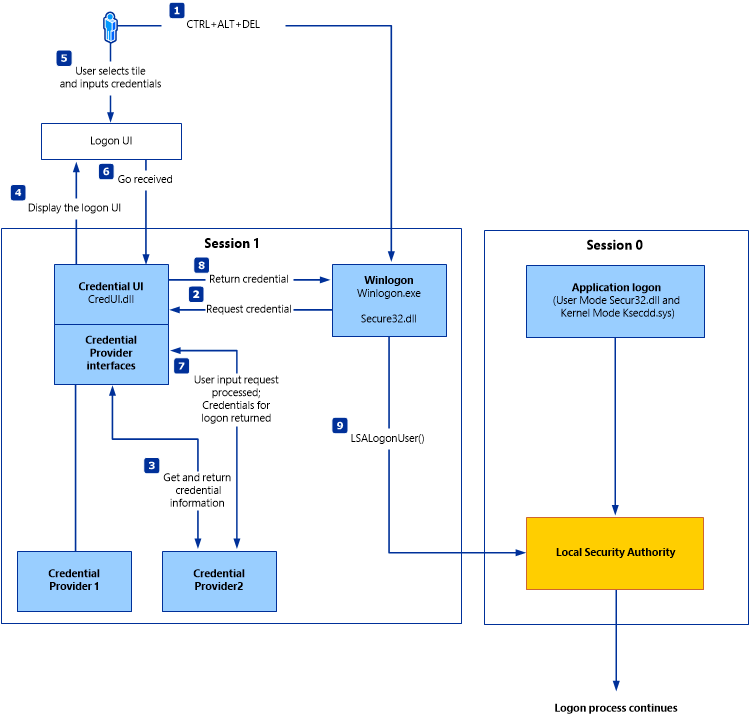 1
CTRL+ALT+DEL
5
User selects tile
and inputs credentials
Logon UI
6
Go received
4
Display the logon UI
Session 1
Session 0
8
Return credential
2
Request credential
Credential UI
CredUI.dll
Credential
Provider
interfaces
Winlogon
Winlogon.exe
Secure32.dll
Application logon
(User Mode Secur32.dll and
Kernel Mode Ksecdd.sys)
7
User input request
processed;
Credentials for
logon returned
9
LSALogonUser()
3
Get and return
credential
information
Credential
Provider 1
Credential
Provider2
Local Security Authority
Logon process continues